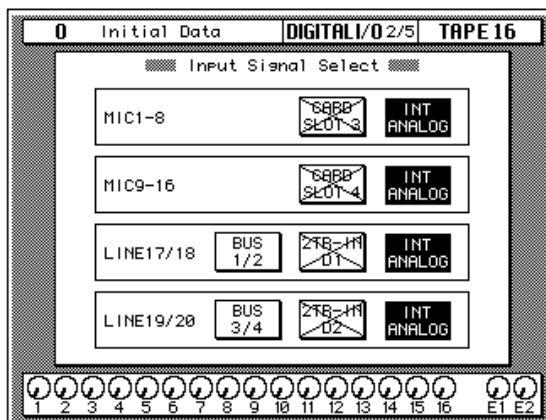 0 Initial Data DIGITAL I/O 2/5 TAPE 16
Input Signal Select
MIC1-8 CARD SLOT-3 INT ANALOG
MIC9-16 CARD SLOT-4 INT ANALOG
LINE17/18 BUS 1/2 2TR-IN D1 INT ANALOG
LINE19/20 BUS 3/4 2TR-IN D2 INT ANALOG
1 2 3 4 5 6 7 8 9 10 11 12 13 14 15 16 E1 E2